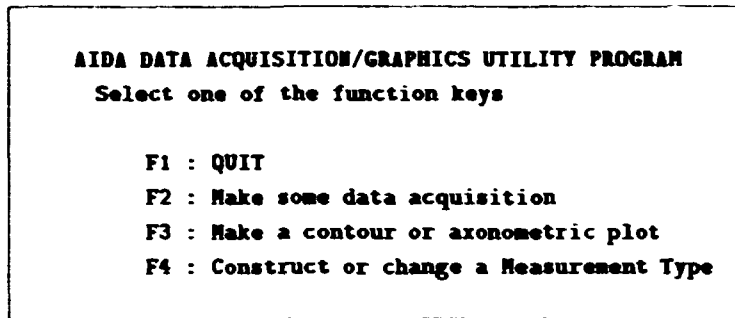 AIDA DATA ACQUISITION/GRAPHICS UTILITY PROGRAM
Select one of the function keys
F1 : QUIT
F2 : Make some data acquisition
F3 : Make a contour or axonometric plot
F4 : Construct or change a Measurement Type